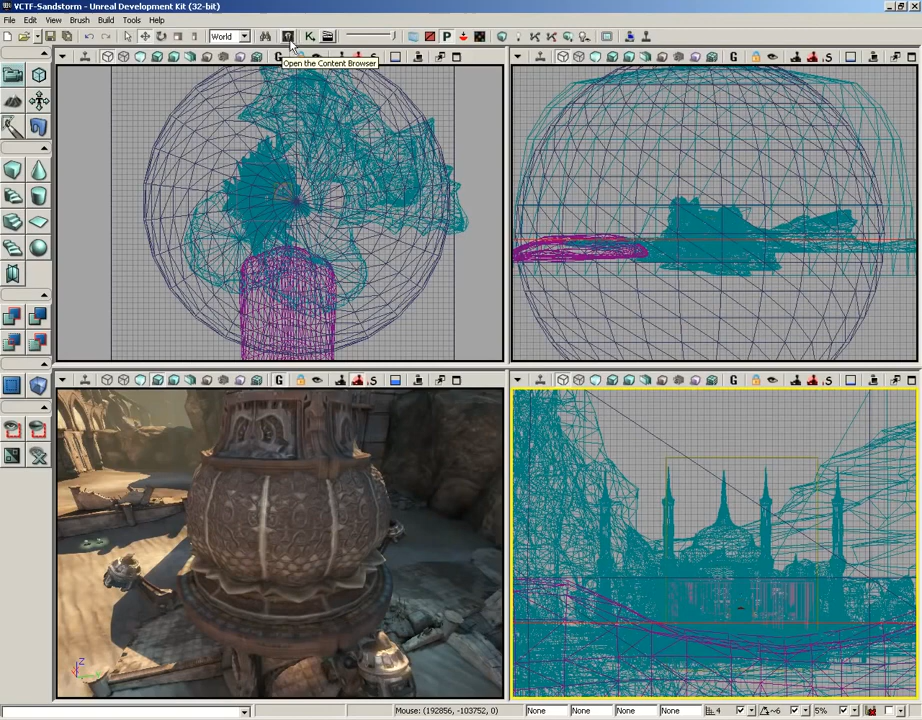 VCTF-Sandstorm - Unreal Development Kit (32-bit)
File Edit View Brush Build Tools Help
World
P
Open the Content Browser
G
G
S
G
S
G
S
Z
Mouse: (192856, -103752, 0)
None
None
None
None
4
~6
5%